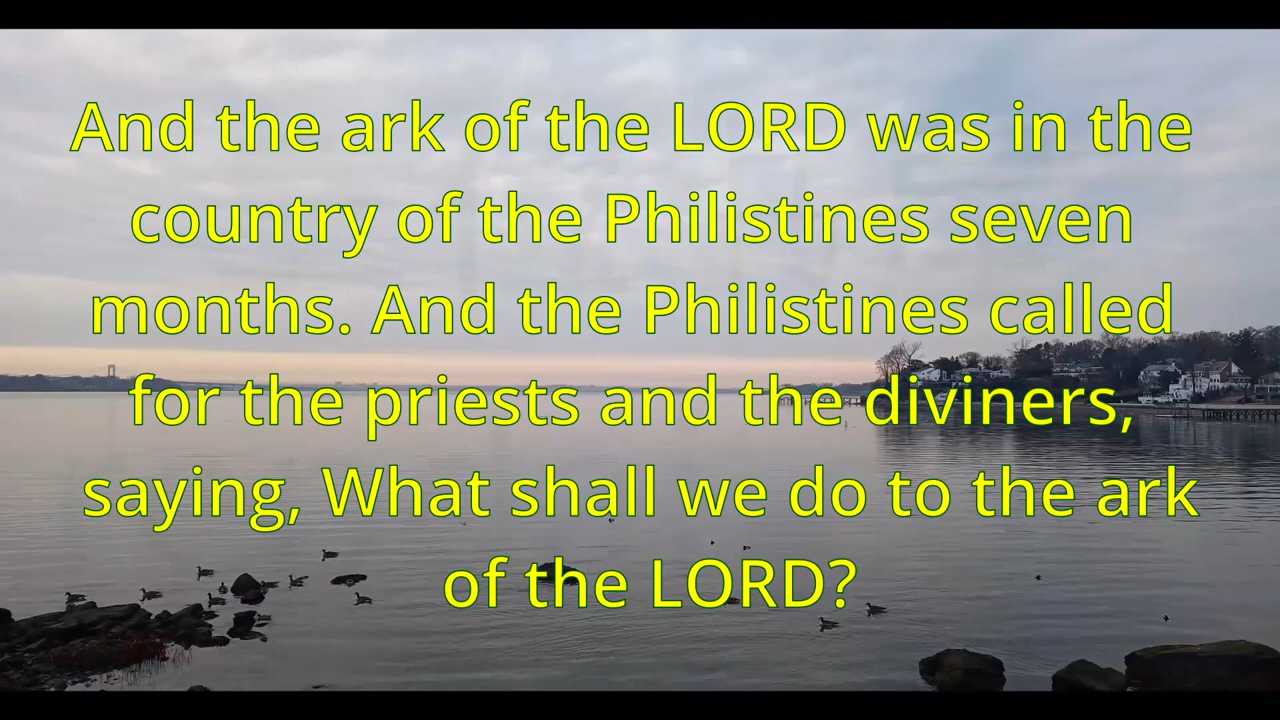 And the ark of the LORD was in the
country of the Philistines seven
months. And the Philistines called
for the priests and the diviners,
saying, What shall we do to the ark
of the LORD?